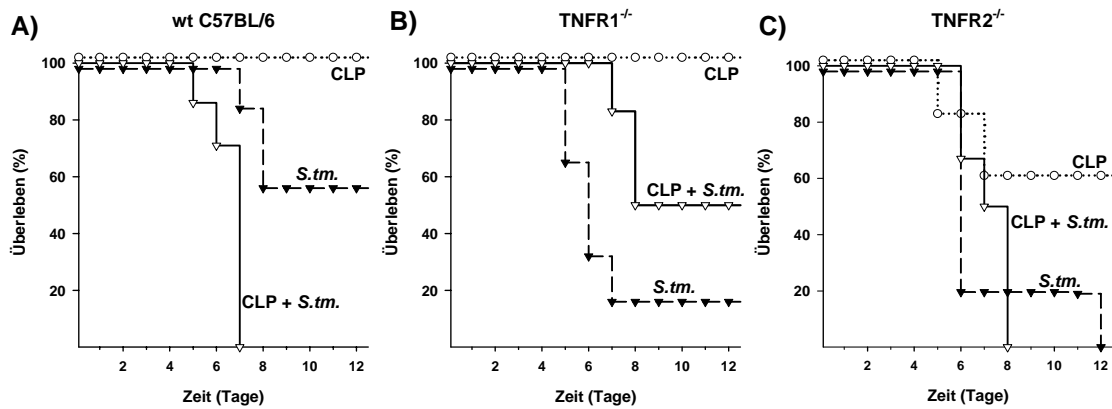 A)
wt C57BL/6
Überleben (%)
100
80
60
40
20
CLP
S.tm.
CLP + S.tm.
2 4 6 8 10 12
Zeit (Tage)
B)
TNFR1-/-
Überleben (%)
100
80
60
40
20
CLP
CLP + S.tm.
S.tm.
2 4 6 8 10 12
Zeit (Tage)
C)
TNFR2-/-
Überleben (%)
100
80
60
40
20
CLP
CLP + S.tm.
S.tm.
2 4 6 8 10 12
Zeit (Tage)